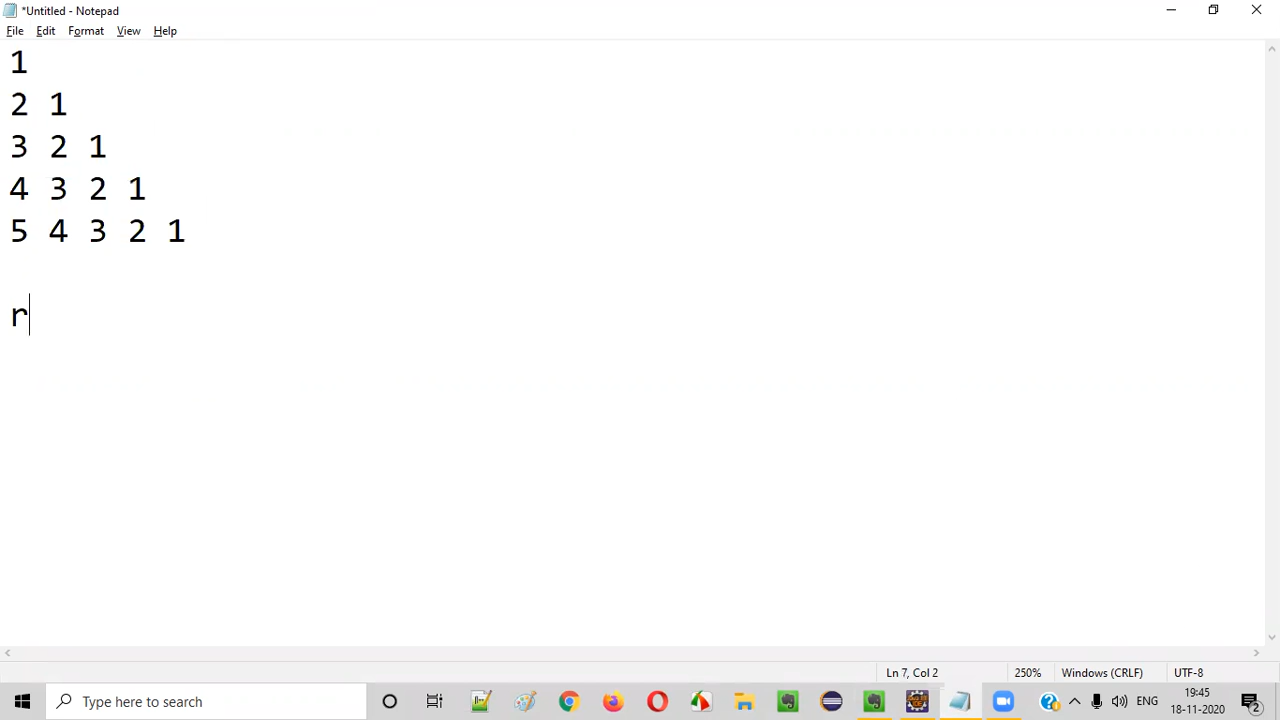 *Untitled - Notepad
File Edit Format View Help
1
2 1
3 2 1
4 3 2 1
5 4 3 2 1
r
Ln 7, Col 2 250% Windows (CRLF) UTF-8
Type here to search
ENG
19:45
18-11-2020
2